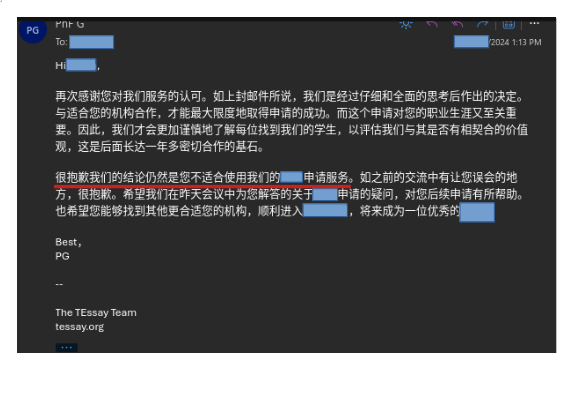 PG
PnF G
To:
/2024 1:13 PM
Hi ,
再次感谢您对我们服务的认可。如上封邮件所说，我们是经过仔细和全面的思考后作出的决定。
与适合您的机构合作，才能最大限度地取得申请的成功。而这个申请对您的职业生涯又至关重
要。因此，我们才会更加谨慎地了解每位找到我们的学生，以评估我们与其是否有相契合的价值
观，这是后面长达一年多密切合作的基石。
很抱歉我们的结论仍然是您不适合使用我们的 申请服务。如之前的交流中有让您误会的地
方，很抱歉。希望我们在昨天会议中为您解答的关于 申请的疑问，对您后续申请有所帮助。
也希望您能够找到其他更合适您的机构，顺利进入 ，将来成为一位优秀的
Best,
PG
--
The TEssay Team
tessay.org